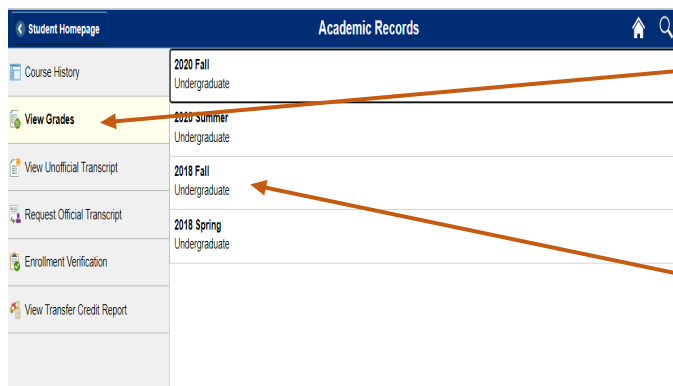 Student Homepage
Academic Records
Course History
View Grades
View Unofficial Transcript
Request Official Transcript
Enrollment Verification
View Transfer Credit Report
2020 Fall
Undergraduate
2020 Summer
Undergraduate
2018 Fall
Undergraduate
2018 Spring
Undergraduate